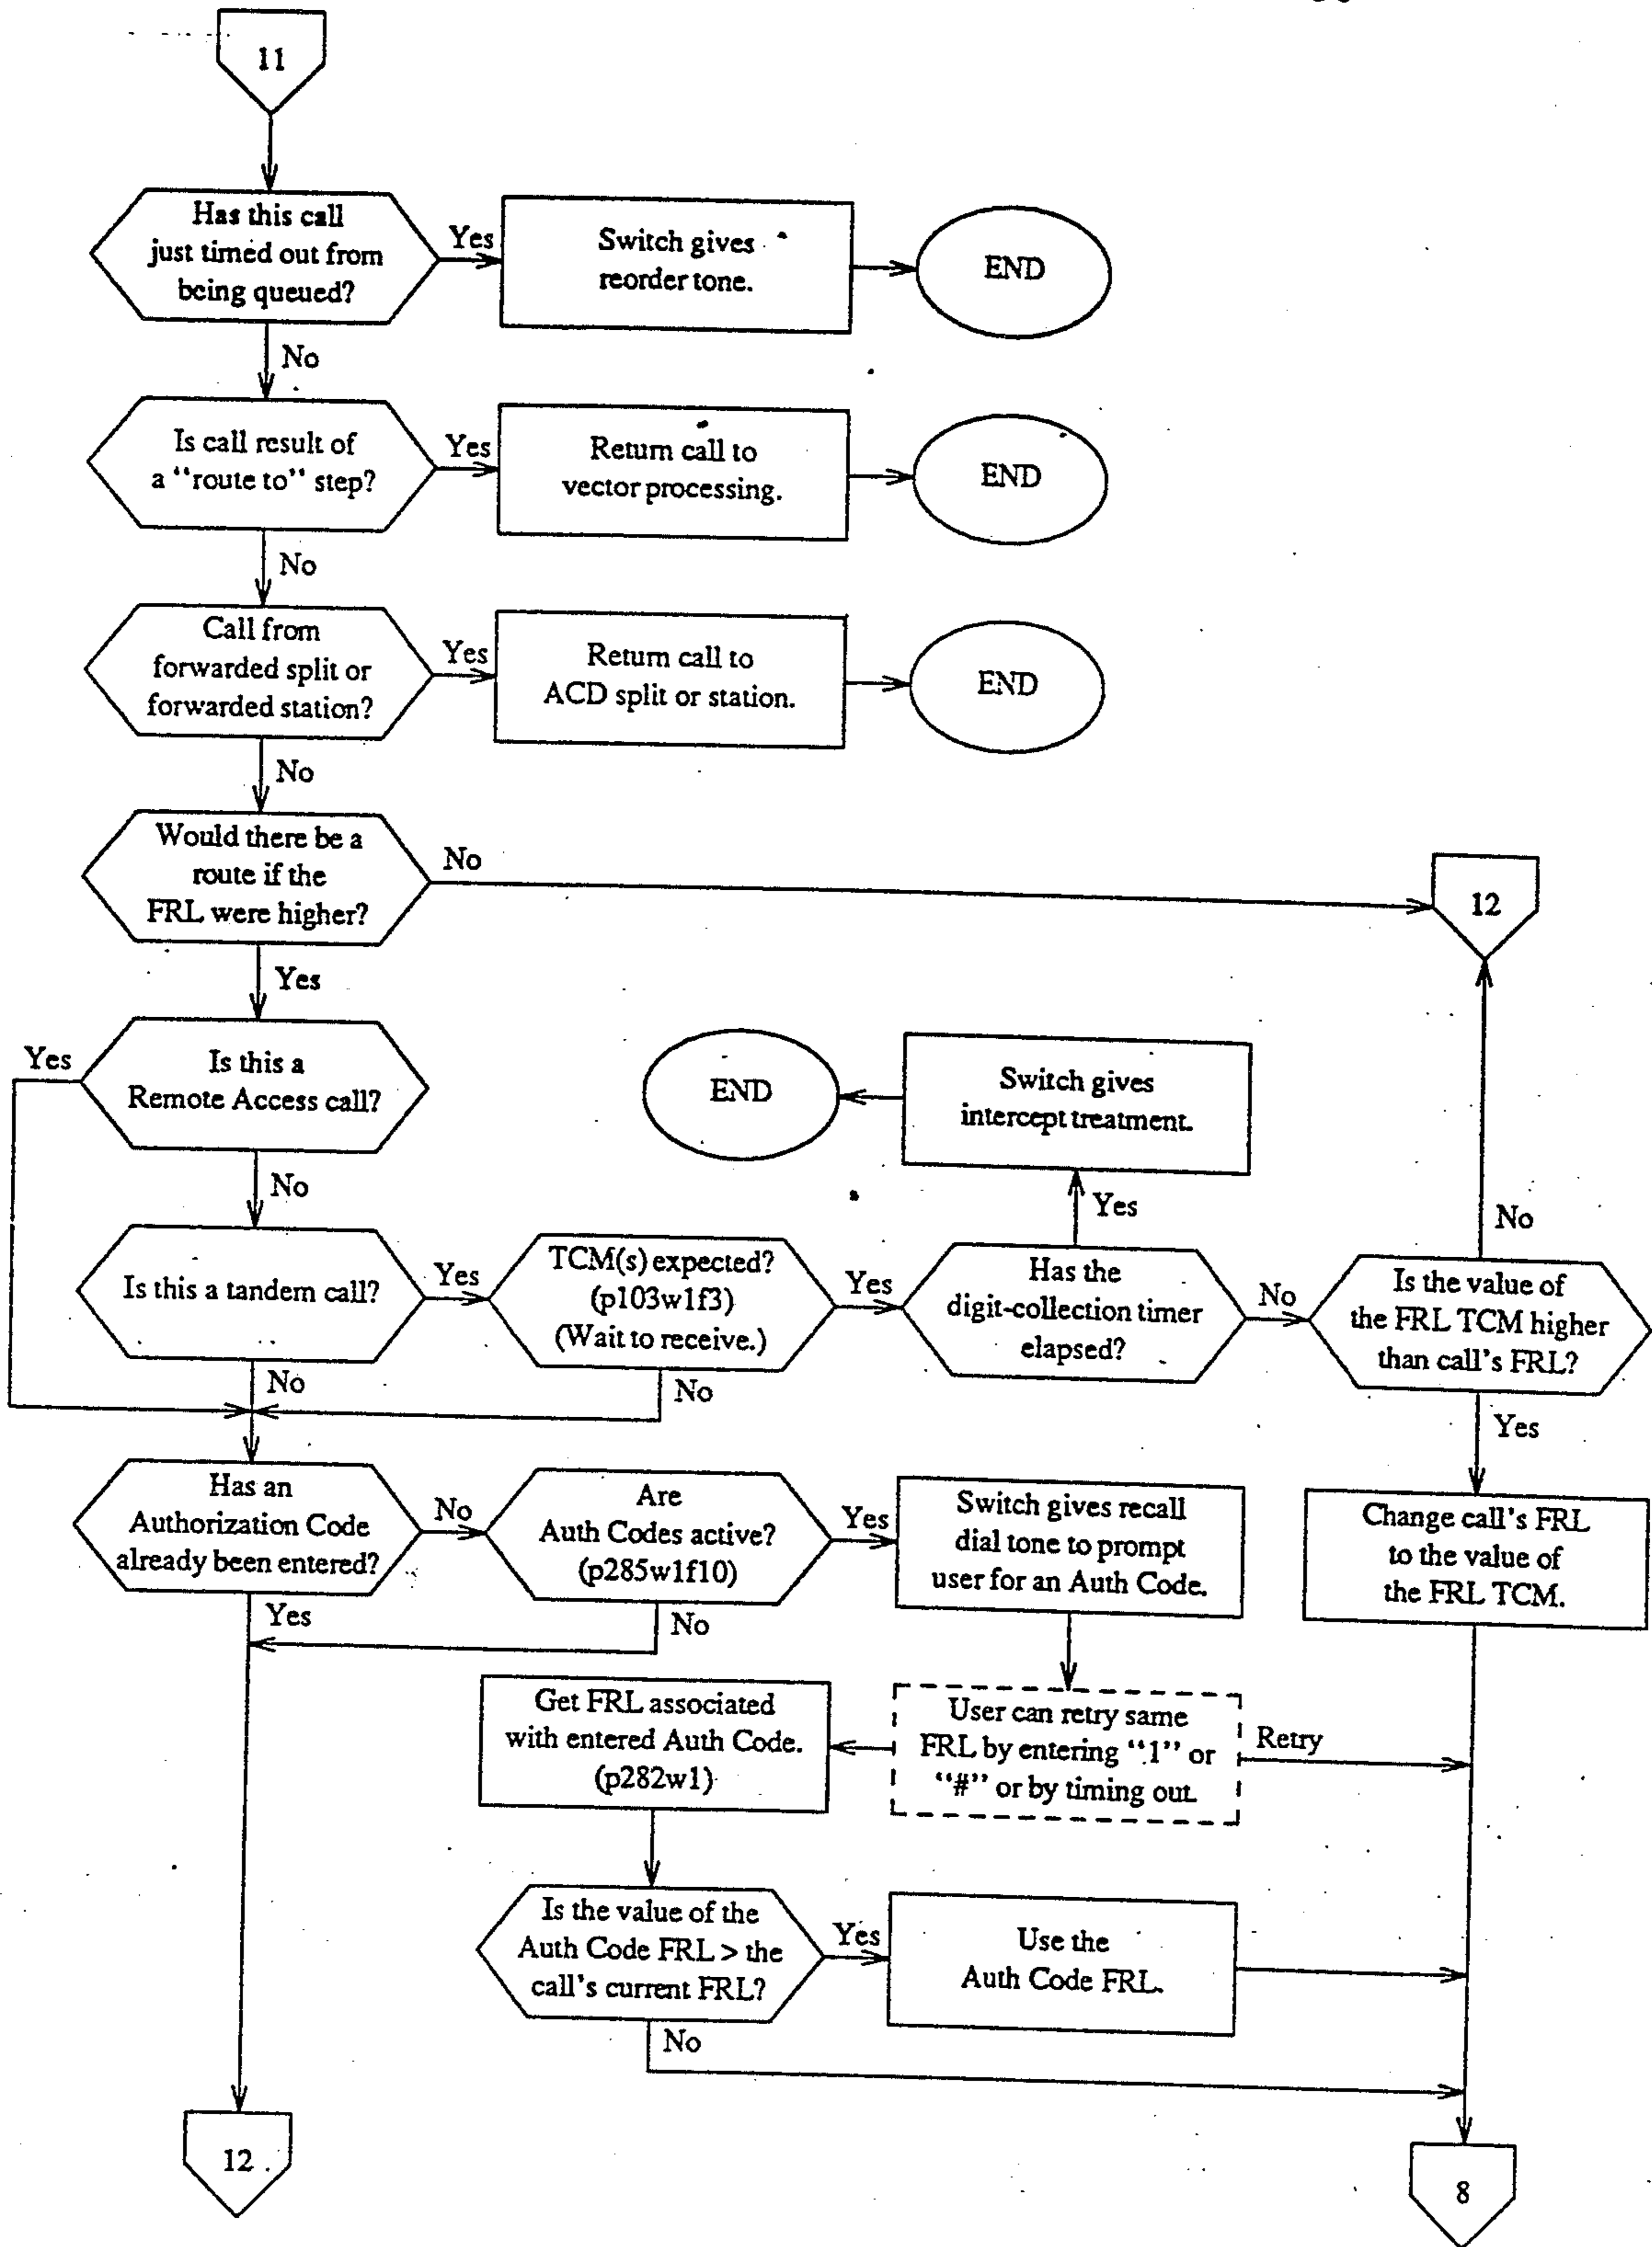 11
Has this call
just timed out from
being queued?
Yes
Switch gives
reorder tone.
END
No
Is call result of
a “route to” step?
Yes
Return call to
vector processing.
END
No
Call from
forwarded split or
forwarded station?
Yes
Return call to
ACD split or station.
END
No
Would there be a
route if the
FRL were higher?
No
12
Yes
Is this a
Remote Access call?
Yes
END
Switch gives
intercept treatment.
No
Yes
No
Is this a tandem call?
Yes
TCM(s) expected?
(p103w1f3)
(Wait to receive.)
Yes
Has the
digit-collection timer
elapsed?
No
Is the value of
the FRL TCM higher
than call's FRL?
No
No
Yes
Has an
Authorization Code
already been entered?
No
Are
Auth Codes active?
(p285w1f10)
Yes
Switch gives recall
dial tone to prompt
user for an Auth Code.
Change call's FRL
to the value of
the FRL TCM.
Yes
No
Get FRL associated
with entered Auth Code.
(p282w1)
User can retry same
FRL by entering “1” or
“#” or by timing out.
Retry
Is the value of the
Auth Code FRL > the
call's current FRL?
Yes
Use the
Auth Code FRL.
No
12
8